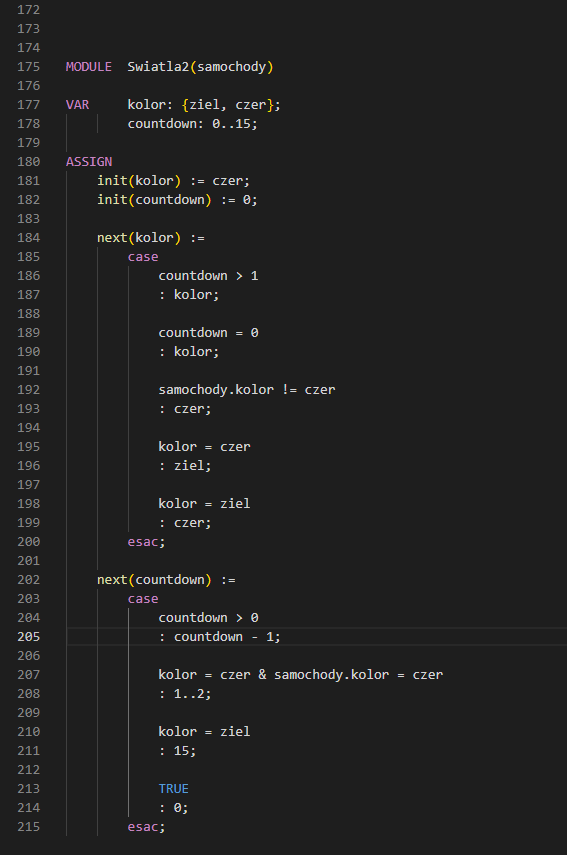 172
173
174
175 MODULE  Swiatla2(samochody)
176
177 VAR     kolor: {ziel, czer};
178         countdown: 0..15;
179
180 ASSIGN
181     init(kolor) := czer;
182     init(countdown) := 0;
183
184     next(kolor) :=
185         case
186             countdown > 1
187             : kolor;
188
189             countdown = 0
190             : kolor;
191
192             samochody.kolor != czer
193             : czer;
194
195             kolor = czer
196             : ziel;
197
198             kolor = ziel
199             : czer;
200         esac;
201
202     next(countdown) :=
203         case
204             countdown > 0
205             : countdown - 1;
206
207             kolor = czer & samochody.kolor = czer
208             : 1..2;
209
210             kolor = ziel
211             : 15;
212
213             TRUE
214             : 0;
215         esac;